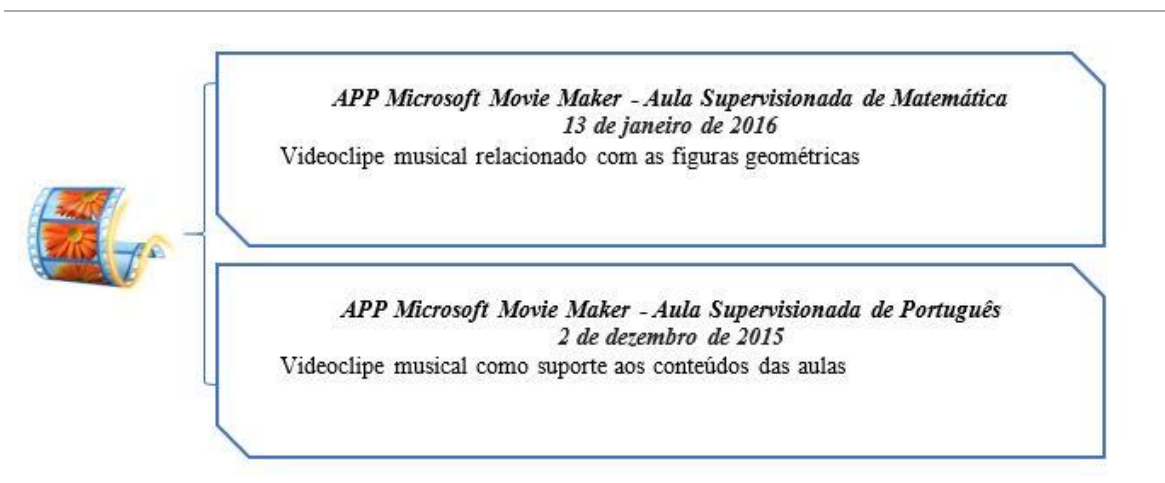 APP Microsoft Movie Maker - Aula Supervisionada de Matemática
13 de janeiro de 2016
Videoclipe musical relacionado com as figuras geométricas
APP Microsoft Movie Maker - Aula Supervisionada de Português
2 de dezembro de 2015
Videoclipe musical como suporte aos conteúdos das aulas